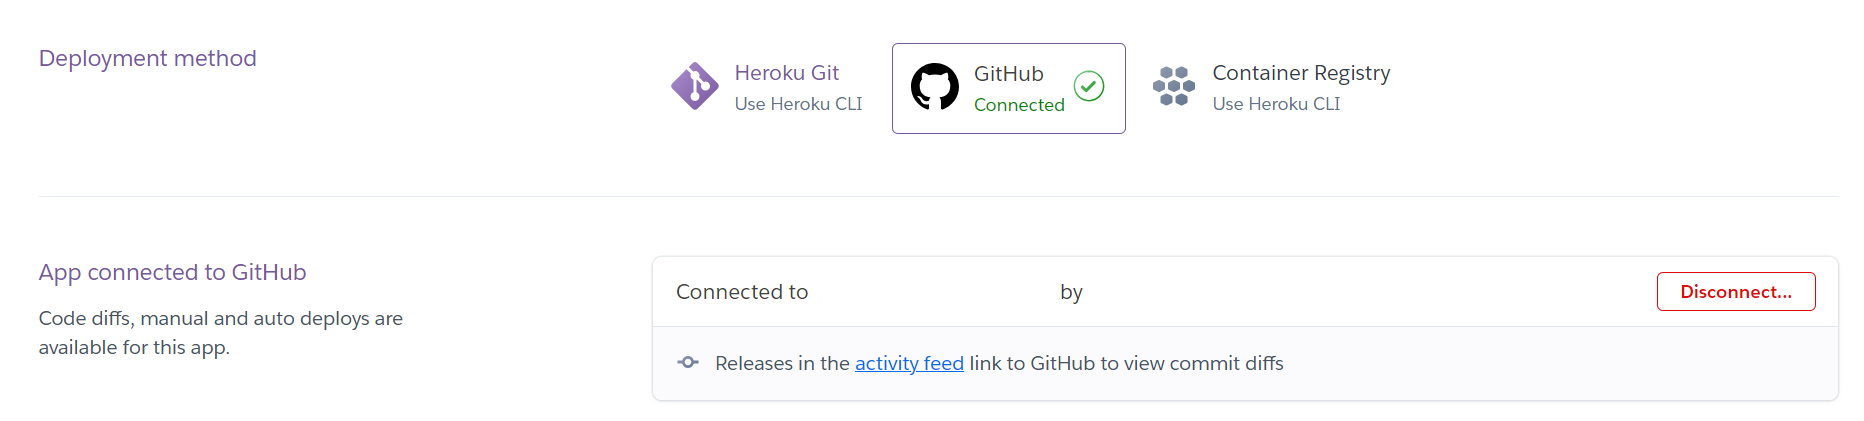 Deployment method
Heroku Git
Use Heroku CLI
GitHub
Connected
Container Registry
Use Heroku CLI
App connected to GitHub
Code diffs, manual and auto deploys are
available for this app.
Connected to by
Disconnect...
Releases in the activity feed link to GitHub to view commit diffs